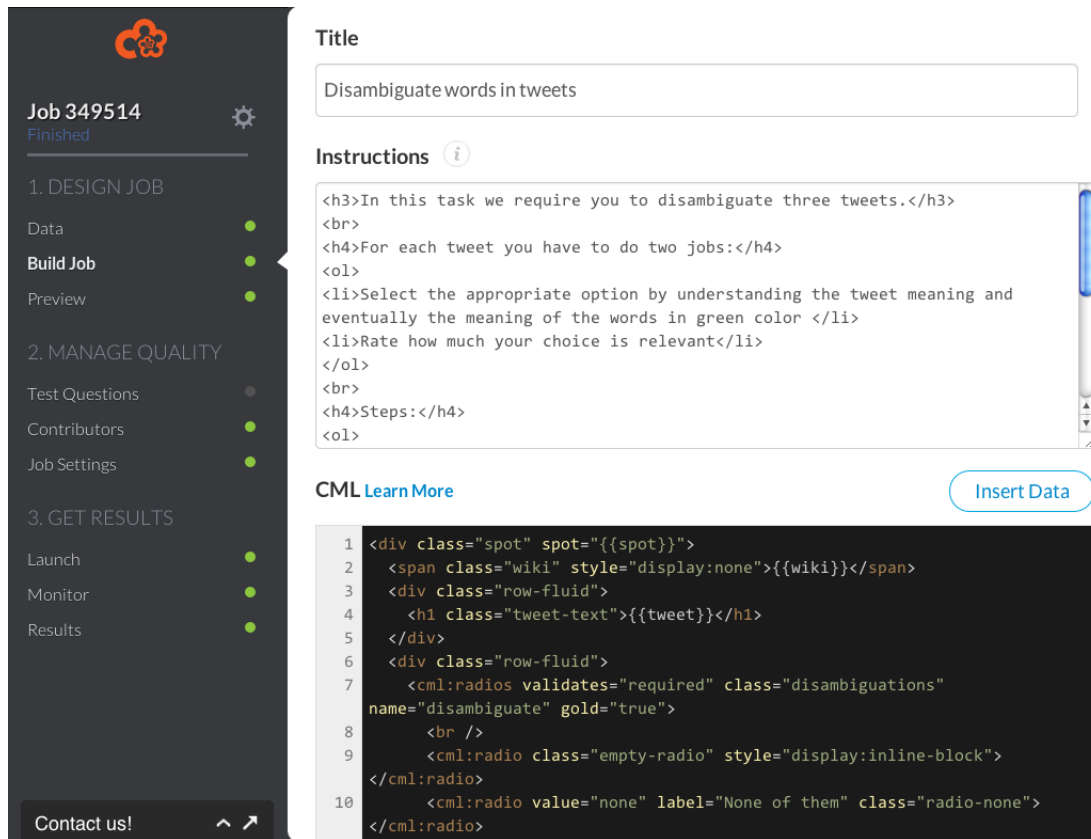 Job 349514
Finished
1. DESIGN JOB
Data
Build Job
Preview
2. MANAGE QUALITY
Test Questions
Contributors
Job Settings
3. GET RESULTS
Launch
Monitor
Results
Contact us!
Title
Disambiguate words in tweets
Instructions i
<h3>In this task we require you to disambiguate three tweets.</h3>
<br>
<h4>For each tweet you have to do two jobs:</h4>
<ol>
<li>Select the appropriate option by understanding the tweet meaning and
eventually the meaning of the words in green color </li>
<li>Rate how much your choice is relevant</li>
</ol>
<br>
<h4>Steps:</h4>
<ol>
CML Learn More
Insert Data
1 <div class="spot" spot="{{spot}}">
2 <span class="wiki" style="display:none">{{wiki}}</span>
3 <div class="row-fluid">
4 <h1 class="tweet-text">{{tweet}}</h1>
5 </div>
6 <div class="row-fluid">
7 <cml:radios validates="required" class="disambiguations"
name="disambiguate" gold="true">
8 <br />
9 <cml:radio class="empty-radio" style="display:inline-block">
</cml:radio>
10 <cml:radio value="none" label="None of them" class="radio-none">
</cml:radio>